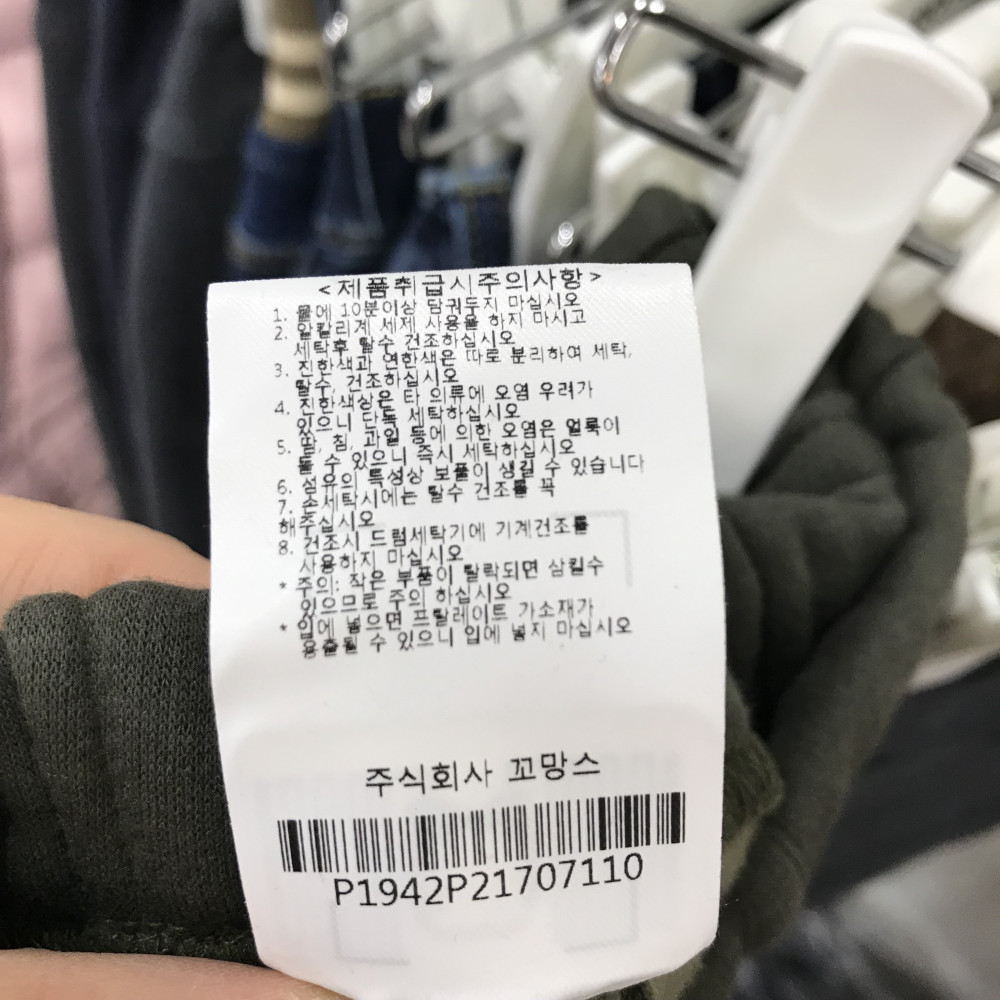 <제품취급시주의사항>
1. 물에 10분이상 담궈두지 마십시오
2. 알칼리계 세제 사용을 하지 마시고
세탁후 탈수 건조하십시오
3. 진한색과 연한색은 따로 분리하여 세탁,
탈수, 건조하십시오
4. 진한색상은 타 의류에 오염 우려가
있으니 단독 세탁하십시오
5. 땀, 침, 과일 등에 의한 오염은 얼룩이
될 수 있으니 즉시 세탁하십시오
6. 섬유의 특성상 보풀이 생길 수 있습니다
7. 손세탁시에는 탈수 건조를 꼭
해주십시오
8. 건조시 드럼세탁기에 기계건조를
사용하지 마십시오
* 주의: 작은 부품이 탈락되면 삼킬수
있으므로 주의 하십시오
* 입에 넣으면 프탈레이트 가소재가
용출될 수 있으니 입에 넣지 마십시오
주식회사 꼬망스
P1942P21707110